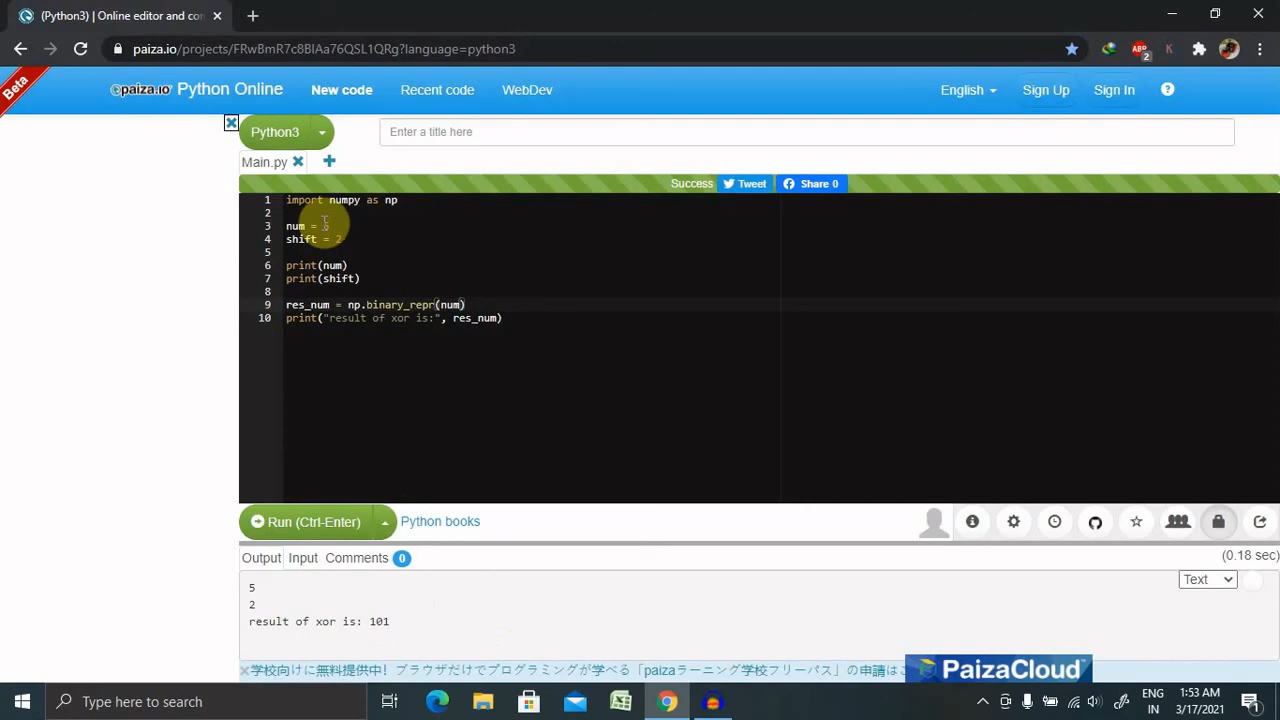 (Python3) | Online editor and cor
paiza.io/projects/FRwBmR7c8BIAa76QSL1QRg?language=python3
ABP
2
K
Beta
paiza.io Python Online
New code
Recent code
WebDev
English
Sign Up
Sign In
Python3
Enter a title here
Main.py
Success
Tweet
Share 0
1 import numpy as np
2
3 num = 5
4 shift = 2
5
6 print(num)
7 print(shift)
8
9 res_num = np.binary_repr(num)
10 print("result of xor is:", res_num)
Run (Ctrl-Enter)
Python books
Output Input Comments 0
(0.18 sec)
Text
5
2
result of xor is: 101
学校向けに無料提供中! ブラウザだけでプログラミングが学べる「paizaラーニング学校フリーパス」の申請は
PaizaCloud
Type here to search
ENG
IN
1:53 AM
3/17/2021
1